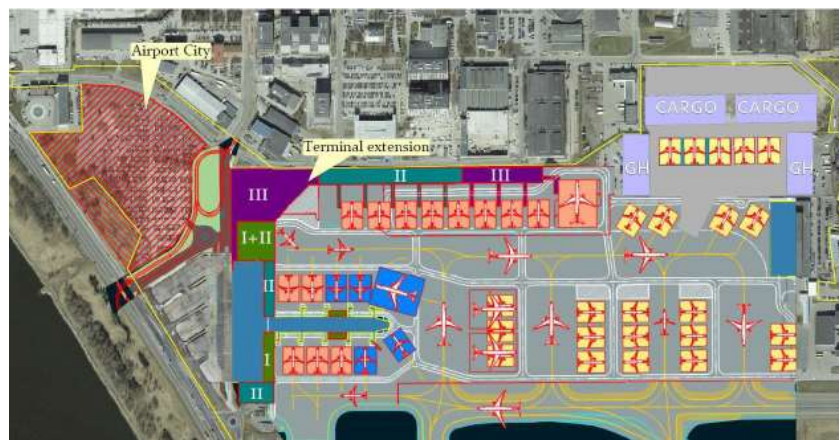 Airport City
Terminal extension
CARGO
CARGO
GH
GH
II
III
III
I+II
II
I
I
II